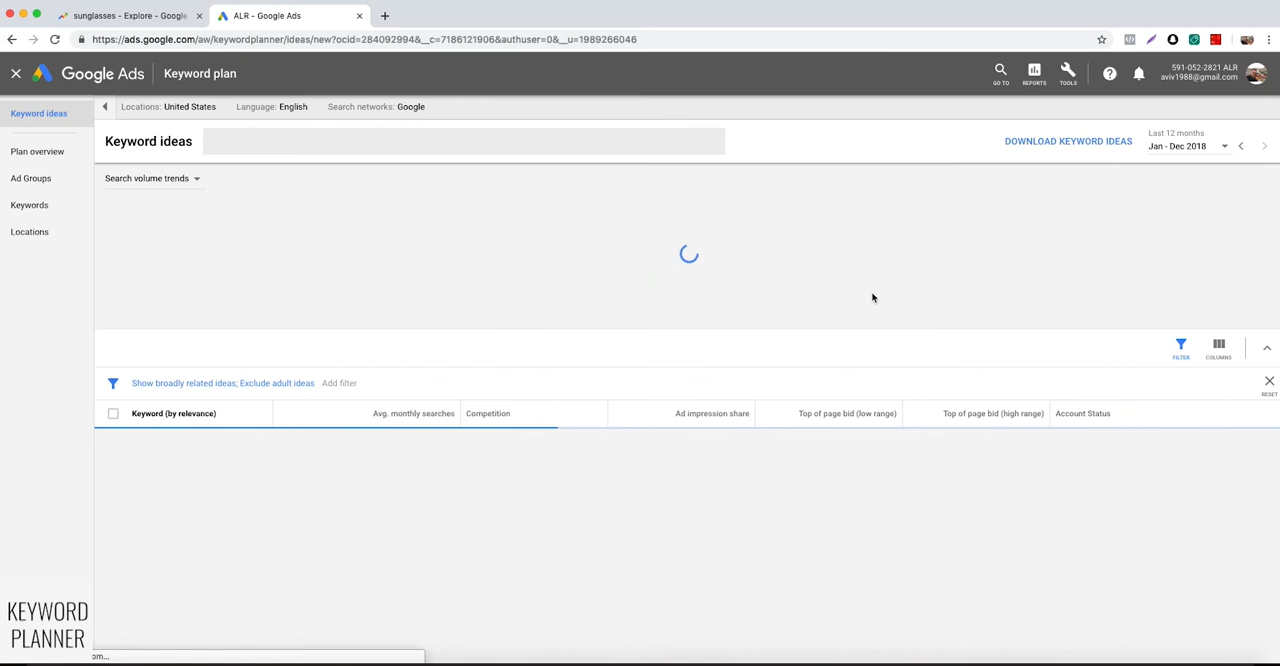 sunglasses - Explore - Google
ALR - Google Ads
https://ads.google.com/aw/keywordplanner/ideas/new?ocid=284092994&__c=7186121906&authuser=0&__u=1989266046
Google Ads
Keyword plan
GO TO
REPORTS
TOOLS
591-052-2821 ALR
aviv1988@gmail.com
Keyword ideas
Plan overview
Ad Groups
Keywords
Locations
Locations: United States
Language: English
Search networks: Google
Keyword ideas
DOWNLOAD KEYWORD IDEAS
Last 12 months
Jan - Dec 2018
Search volume trends
FILTER
COLUMNS
Show broadly related ideas; Exclude adult ideas
Add filter
RESET
Keyword (by relevance)
Avg. monthly searches
Competition
Ad impression share
Top of page bid (low range)
Top of page bid (high range)
Account Status
KEYWORD
PLANNER
om...